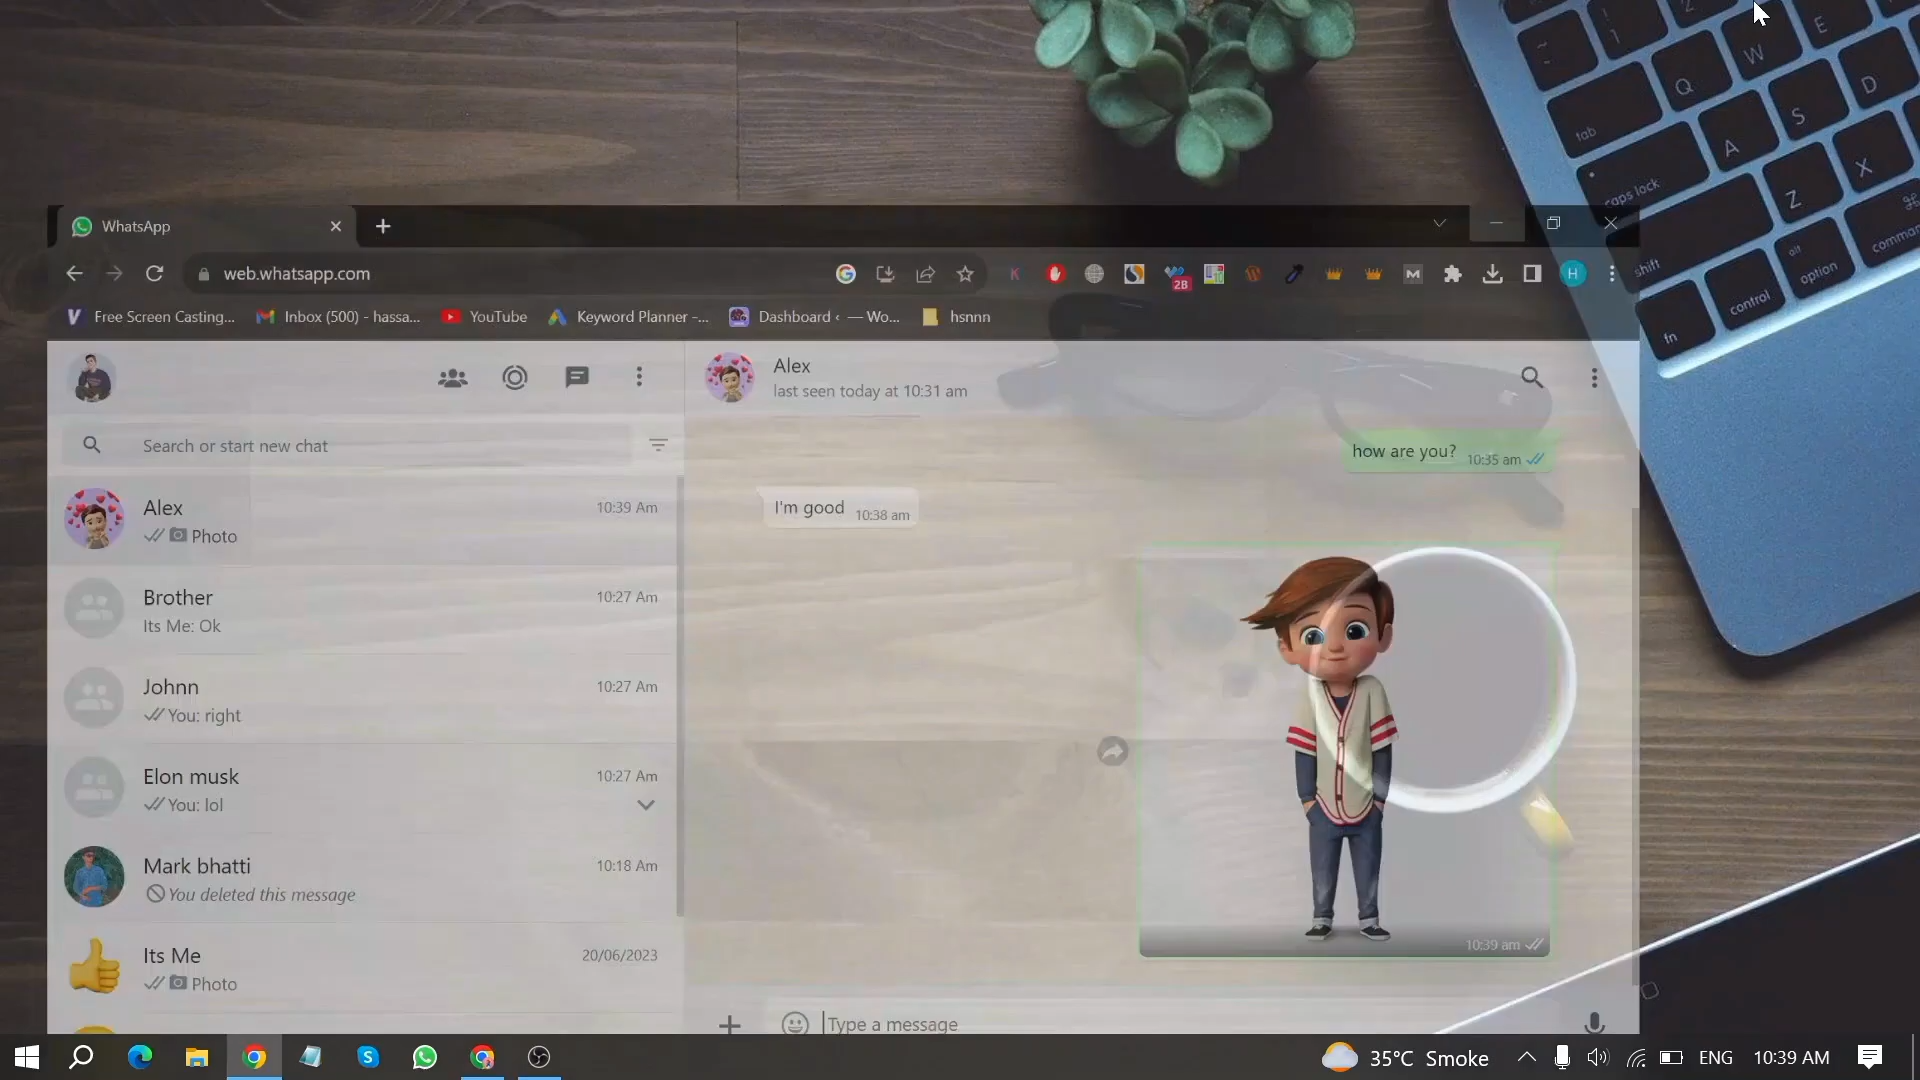 WhatsApp
web.whatsapp.com
28
K
M
H
Free Screen Casting...
Inbox (500) - hassa...
YouTube
Keyword Planner -...
Dashboard ‹ — Wo...
hsnnn
Alex
last seen today at 10:31 am
Search or start new chat
how are you? 10:35 am
I'm good 10:38 am
Alex 10:39 Am
Photo
Brother 10:27 Am
Its Me: Ok
Johnn 10:27 Am
You: right
Elon musk 10:27 Am
You: lol
Mark bhatti 10:18 Am
You deleted this message
Its Me 20/06/2023
Photo
10:39 am
Type a message
35°C Smoke
ENG
10:39 AM
tab
caps lock
shift
fn
control
alt
option
Q
W
E
A
S
D
Z
X